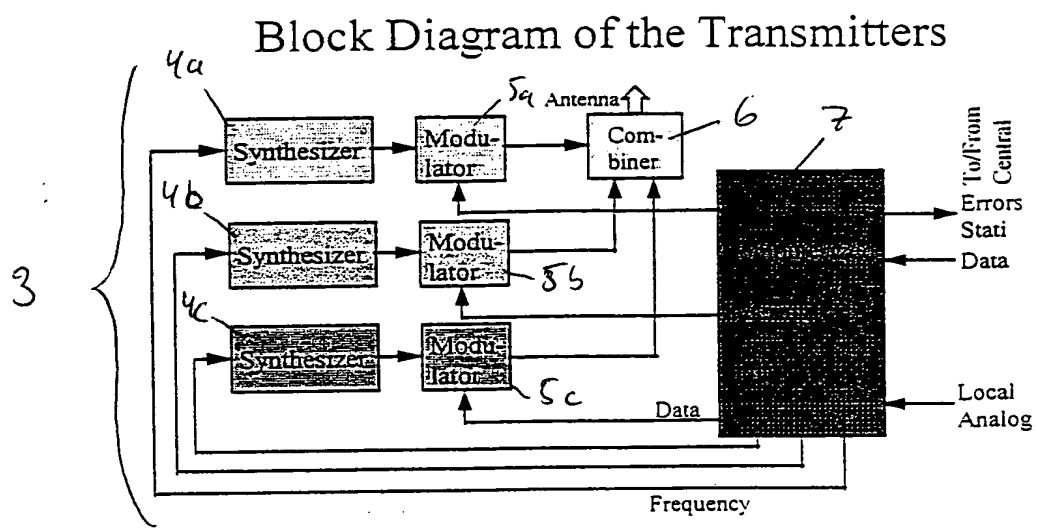 Block Diagram of the Transmitters
3
4a
Synthesizer
5a
Modu-
lator
Antenna
Com-
biner
6
7
To/From
Central
Errors
Stati
Data
Local
Analog
4b
Synthesizer
Modu-
lator
5b
4c
Synthesizer
Modu-
lator
5c
Data
Frequency